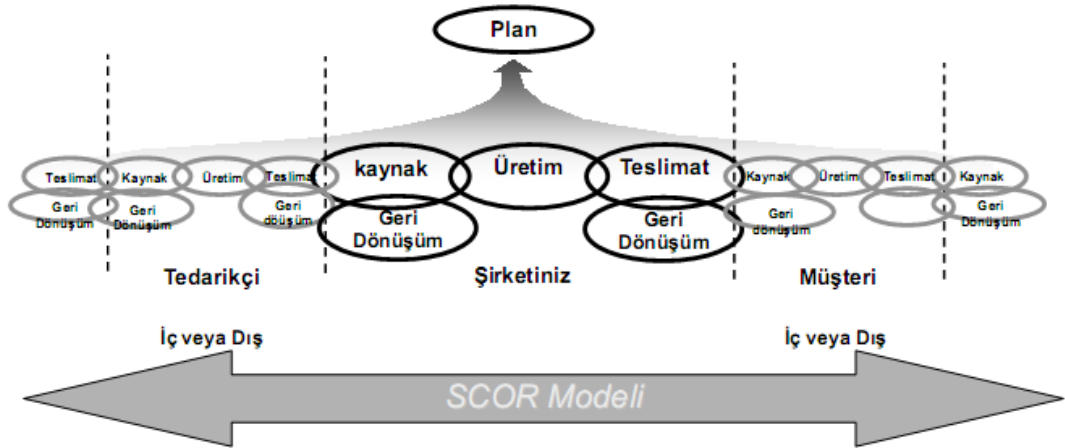 Plan
Teslimat Kaynak Üretim Teslimat kaynak Üretim Teslimat Kaynak Üretim Teslimat Kaynak
Geri Dönüşüm
Geri Dönüşüm
Geri döüşüm
Geri Dönüşüm
Geri Dönüşüm
Geri dönüşüm
Geri Dönüşüm
Tedarikçi Şirketiniz Müşteri
İç veya Dış İç veya Dış
SCOR Modeli